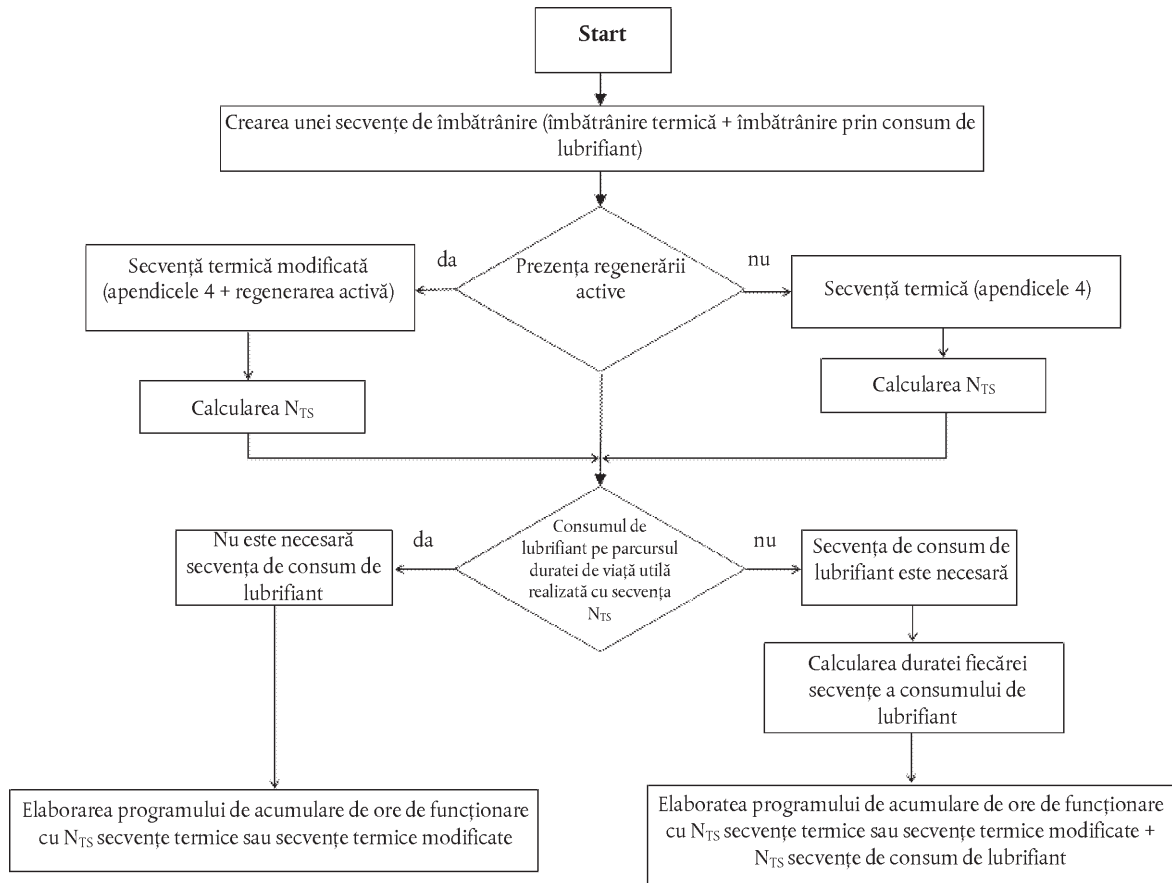 Start
Crearea unei secvențe de îmbătrânire (îmbătrânire termică + îmbătrânire prin consum de
lubrifiant)
da
Prezența regenerării
active
nu
Secvență termică modificată
(apendicele 4 + regenerarea activă)
Secvență termică (apendicele 4)
Calcularea N_TS
Calcularea N_TS
Nu este necesară
secvența de consum de
lubrifiant
da
Consumul de
lubrifiant pe parcursul
duratei de viață utilă
realizată cu secvența
N_TS
nu
Secvența de consum de
lubrifiant este necesară
Calcularea duratei fiecărei
secvențe a consumului de
lubrifiant
Elaborarea programului de acumulare de ore de funcționare
cu N_TS secvențe termice sau secvențe termice modificate
Elaboratea programului de acumulare de ore de funcționare
cu N_TS secvențe termice sau secvențe termice modificate +
N_TS secvențe de consum de lubrifiant